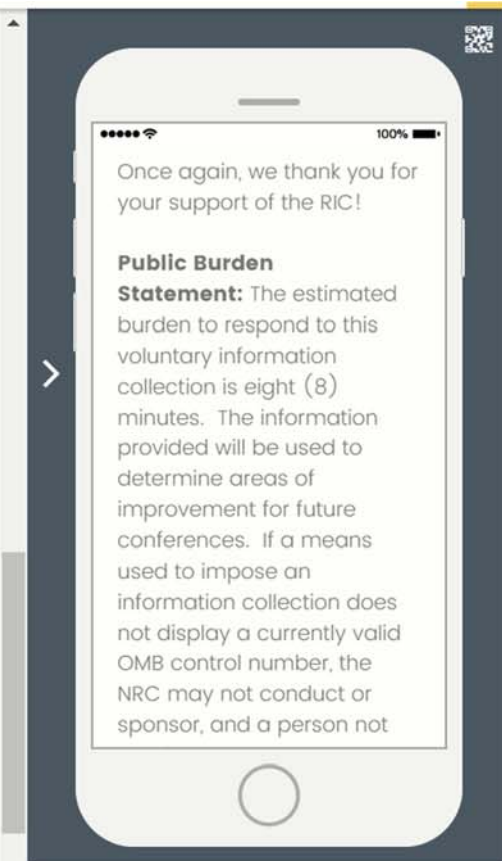 100%
Once again, we thank you for
your support of the RIC!
Public Burden
Statement: The estimated
burden to respond to this
voluntary information
collection is eight (8)
minutes.  The information
provided will be used to
determine areas of
improvement for future
conferences.  If a means
used to impose an
information collection does
not display a currently valid
OMB control number, the
NRC may not conduct or
sponsor, and a person not